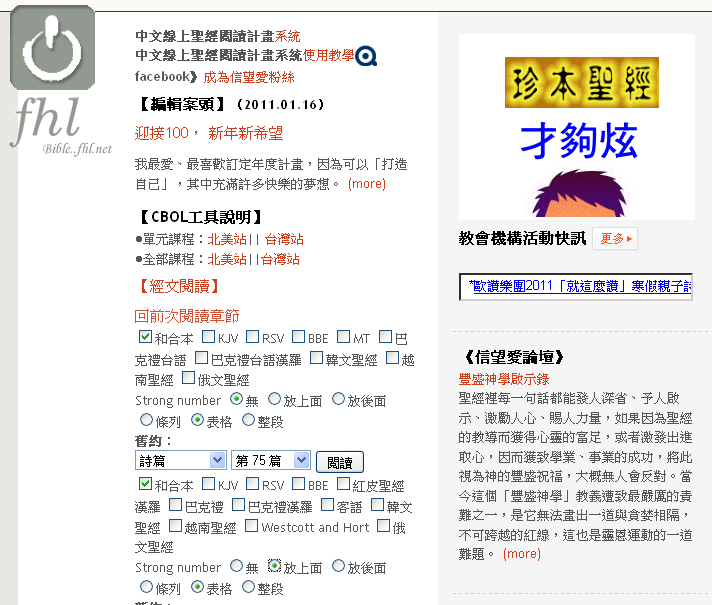 fhl
Bible..fhl.net
中文線上聖經閱讀計畫系統
中文線上聖經閱讀計畫系統使用教學
facebook》成為信望愛粉絲
【編輯案頭】（2011.01.16）
迎接100， 新年新希望
我最愛、最喜歡訂定年度計畫，因為可以「打造
自己」，其中充滿許多快樂的夢想。 (more)
【CBOL工具說明】
●單元課程：北美站|| 台灣站
●全部課程：北美站||台灣站
【經文閱讀】
回前次閱讀章節
和合本 KJV RSV BBE MT 巴
克禮台語 巴克禮台語漢羅 韓文聖經 越
南聖經 俄文聖經
Strong number 無 放上面 放後面
條列 表格 整段
舊約：
詩篇 第 75 篇 閱讀
和合本 KJV RSV BBE 紅皮聖經
漢羅 巴克禮 巴克禮漢羅 客語 韓文
聖經 越南聖經 Westcott and Hort 俄
文聖經
Strong number 無 放上面 放後面
條列 表格 整段
珍本聖經
才夠炫
教會機構活動快訊 更多
*歐讚樂團2011「就這麼讚」寒假親子
《信望愛論壇》
豐盛神學啟示錄
聖經裡每一句話都能發人深省、予人啟
示、激勵人心、賜人力量，如果因為聖經
的教導而獲得心靈的富足，或者激發出進
取心，因而獲致學業、事業的成功，將此
視為神的豐盛祝福，大概無人會反對。當
今這個「豐盛神學」教義遭致最嚴厲的責
難之一，是它無法畫出一道與貪婪相隔，
不可跨越的紅線，這也是靈恩運動的一道
難題。 (more)